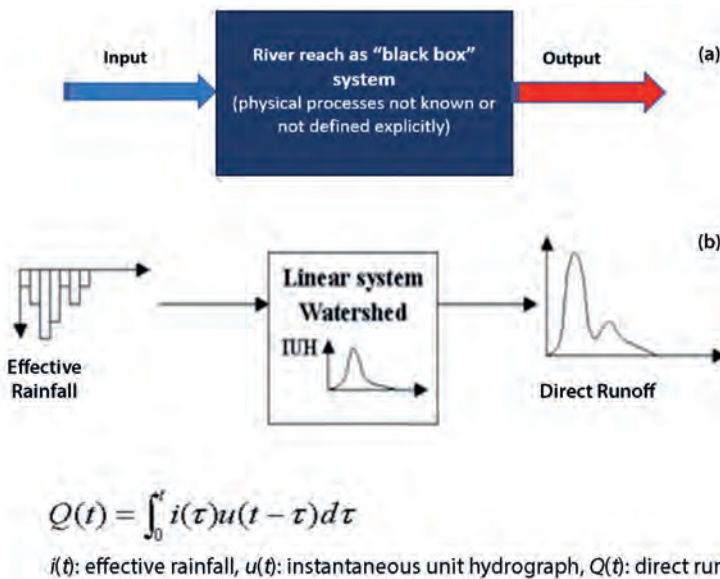 Input
River reach as “black box”
system
(physical processes not known or
not defined explicitly)
Output
(a)
(b)
Linear system
Watershed
IUH
Effective
Rainfall
Direct Runoff
Q(t) = ∫₀ᵗ i(τ)u(t − τ)dτ
i(t): effective rainfall, u(t): instantaneous unit hydrograph, Q(t): direct